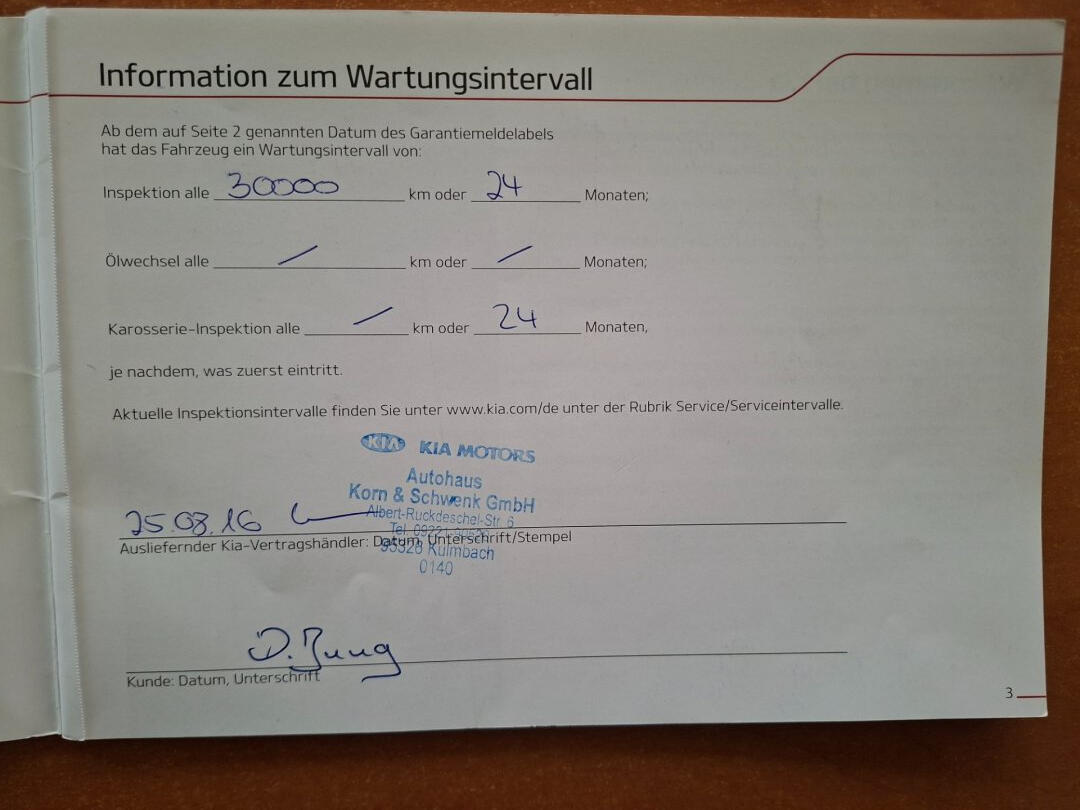 Information zum Wartungsintervall
Ab dem auf Seite 2 genannten Datum des Garantiemeldelabels
hat das Fahrzeug ein Wartungsintervall von:
Inspektion alle 30000 km oder 24 Monaten;
Ölwechsel alle / km oder / Monaten;
Karosserie-Inspektion alle / km oder 24 Monaten,
je nachdem, was zuerst eintritt.
Aktuelle Inspektionsintervalle finden Sie unter www.kia.com/de unter der Rubrik Service/Serviceintervalle.
KIA KIA MOTORS
Autohaus
Korn & Schwenk GmbH
Albert-Ruckdeschel-Str. 6
25.08.16
Tel. 09221
Ausliefernder Kia-Vertragshändler: Datum, Unterschrift/Stempel
95326 Kulmbach
0140
D. Jung
Kunde: Datum, Unterschrift
3